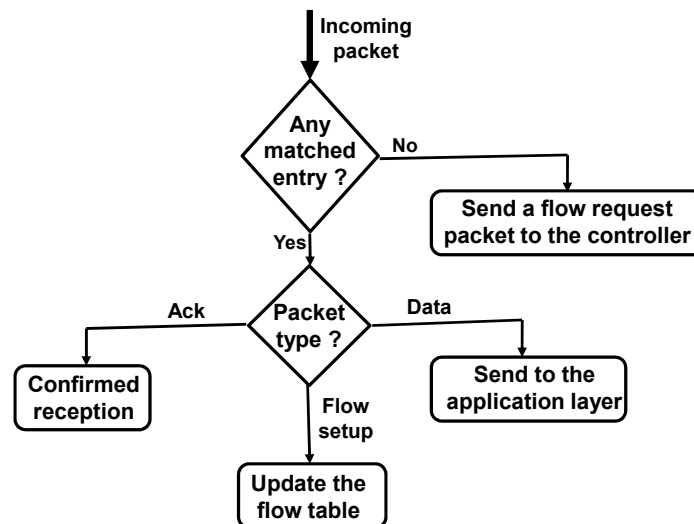 Incoming
packet
Any
matched
entry ?
No
Send a flow request
packet to the controller
Yes
Packet
type ?
Ack
Data
Confirmed
reception
Send to the
application layer
Flow
setup
Update the
flow table